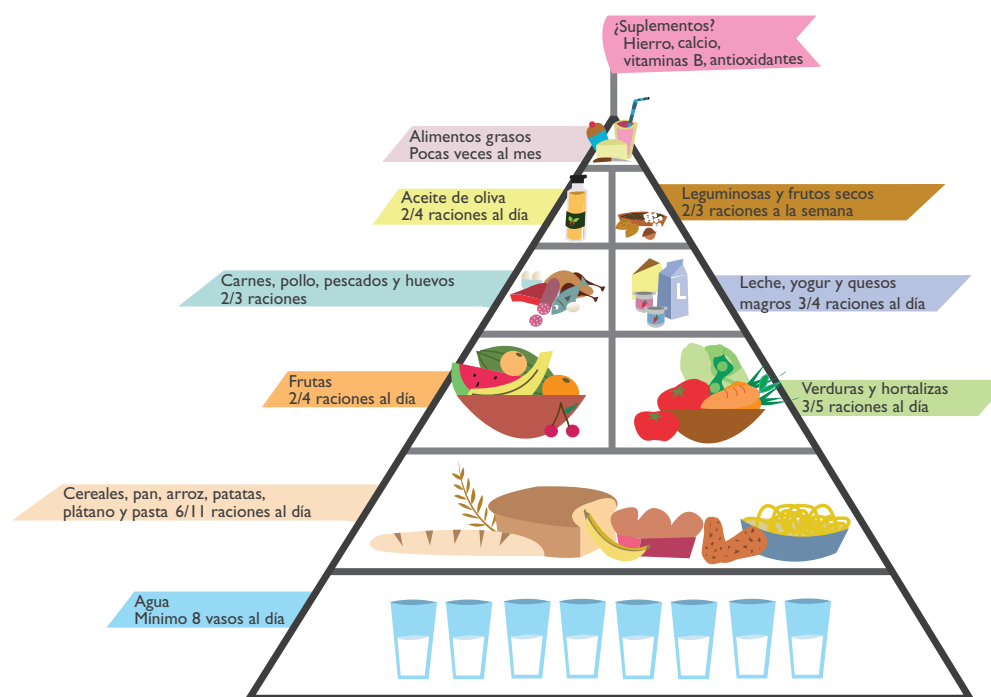 ¿Suplementos?
Hierro, calcio,
vitaminas B, antioxidantes
Alimentos grasos
Pocas veces al mes
Aceite de oliva
2/4 raciones al día
Leguminosas y frutos secos
2/3 raciones a la semana
Carnes, pollo, pescados y huevos
2/3 raciones
Leche, yogur y quesos
magros 3/4 raciones al día
L
Frutas
2/4 raciones al día
Verduras y hortalizas
3/5 raciones al día
Cereales, pan, arroz, patatas,
plátano y pasta 6/11 raciones al día
Agua
Mínimo 8 vasos al día